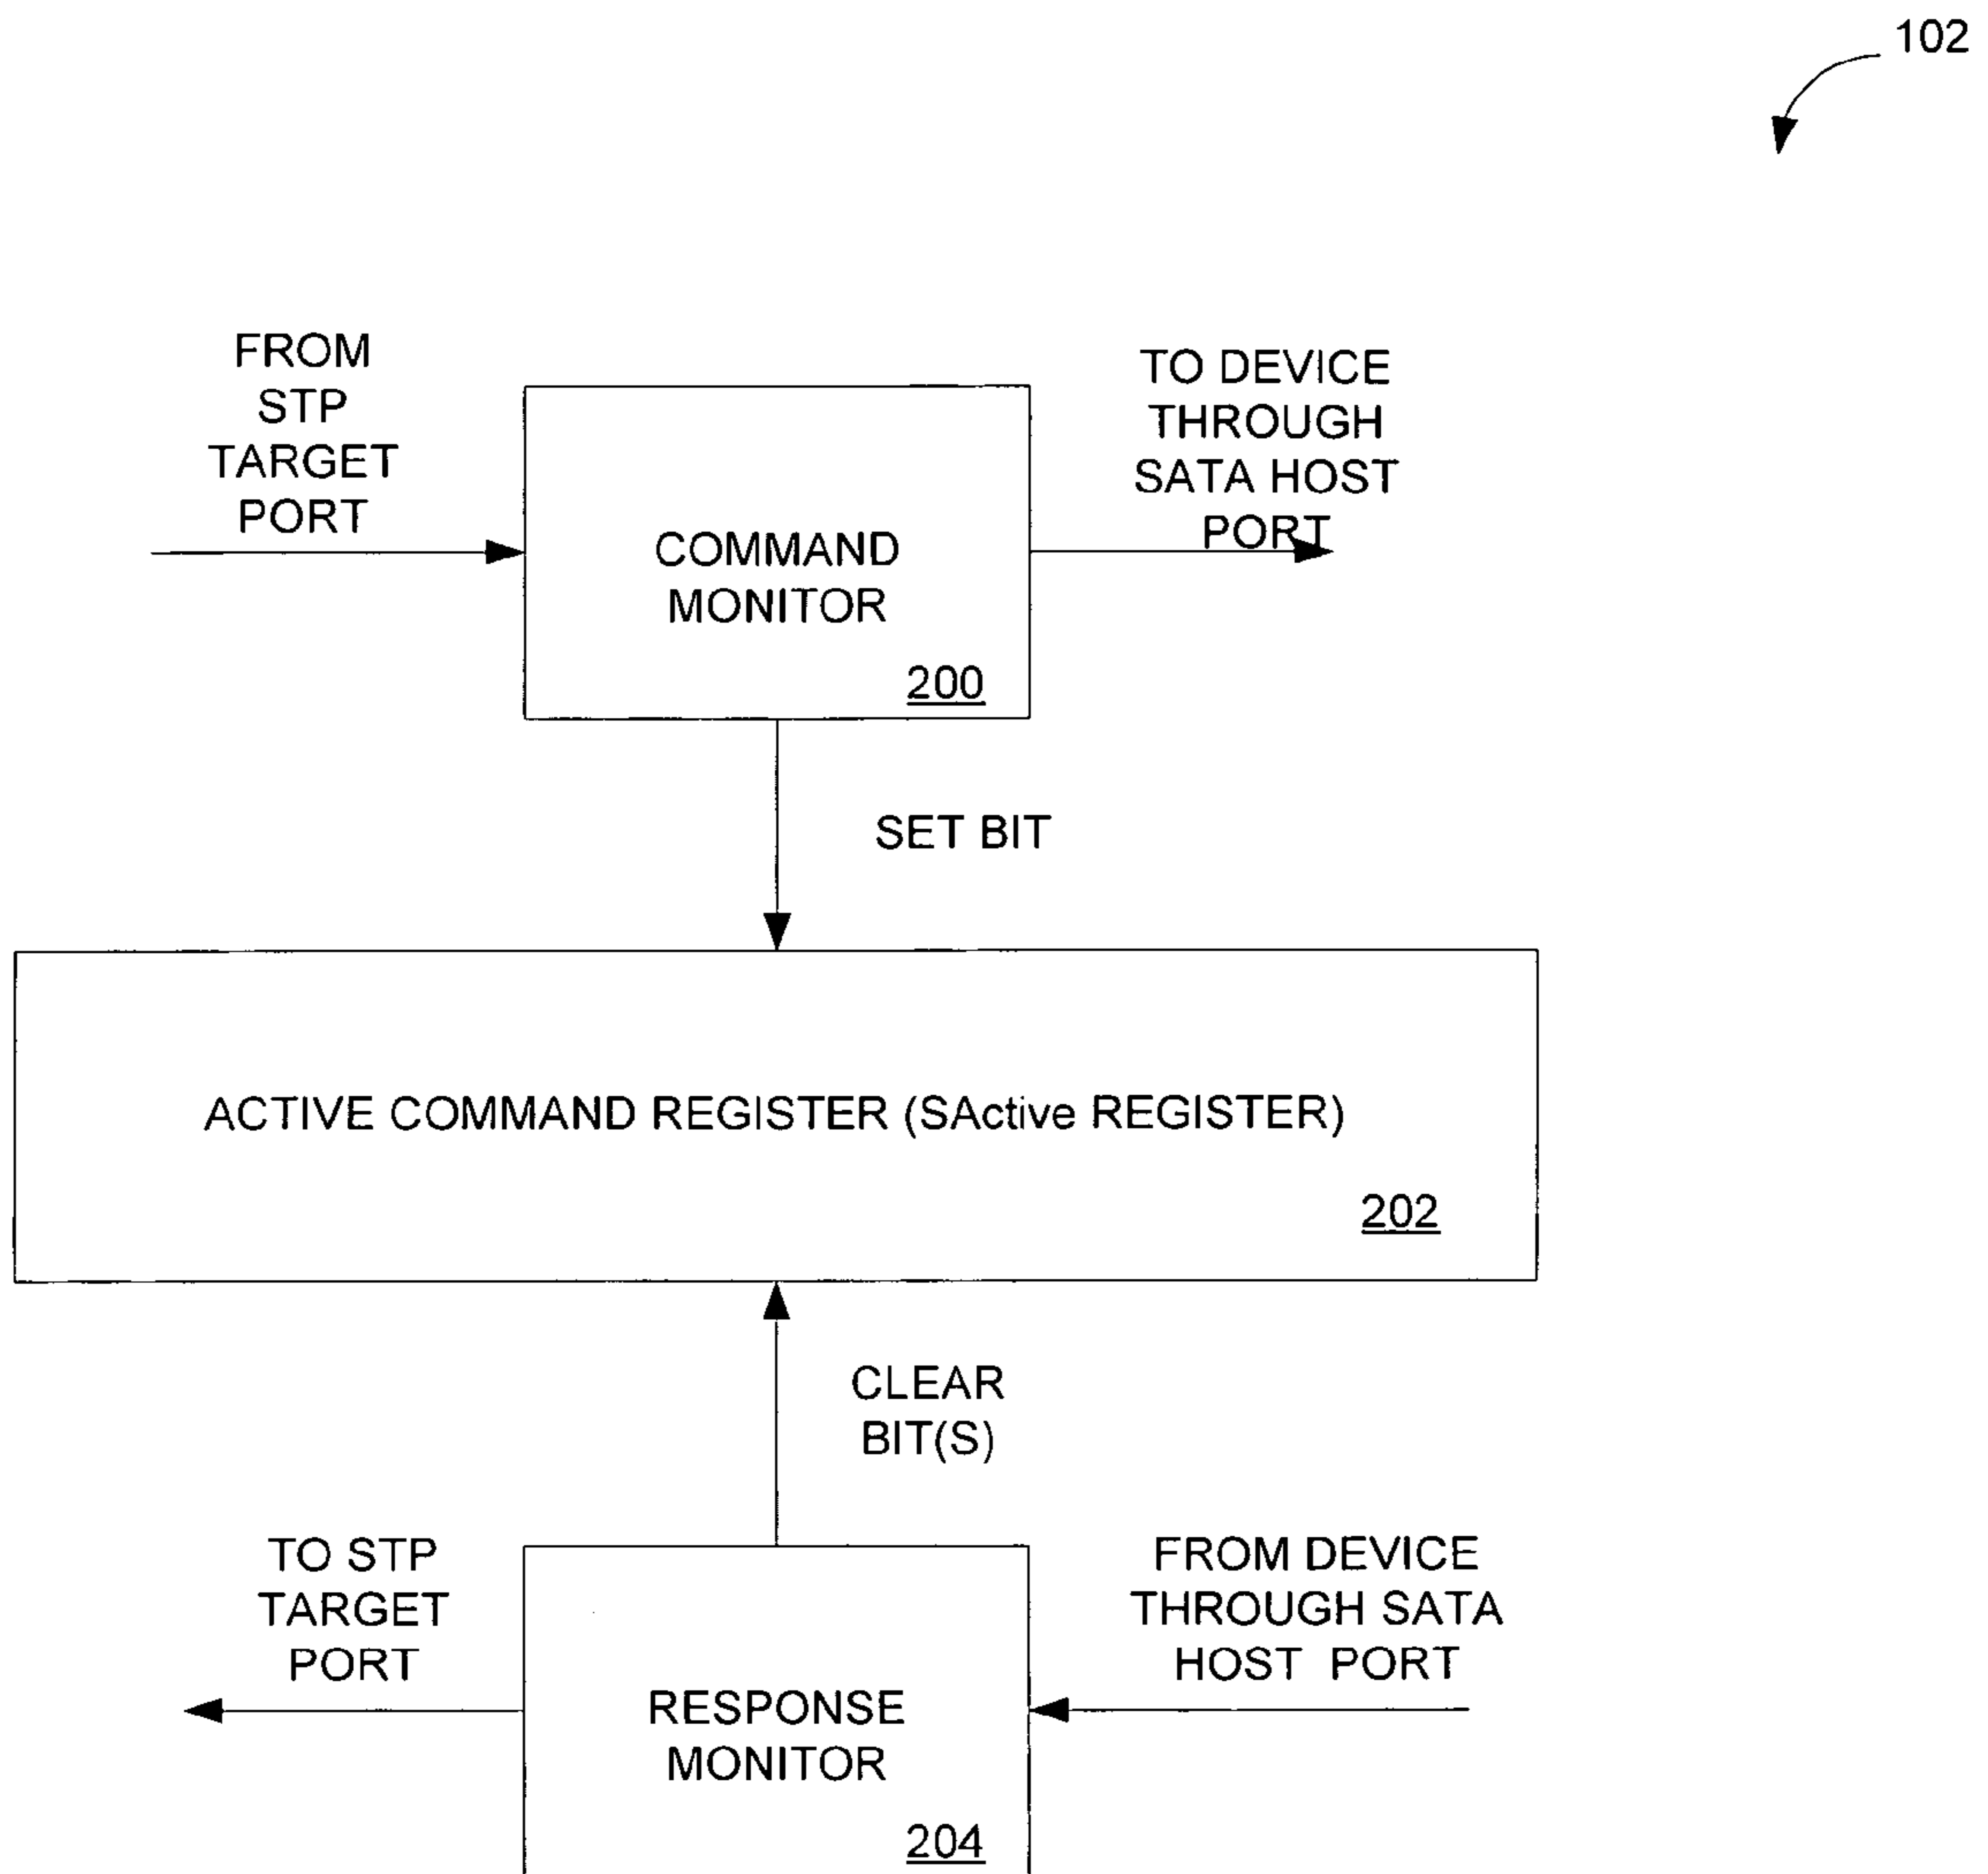 102
FROM
STP
TARGET
PORT
TO DEVICE
THROUGH
SATA HOST
PORT
COMMAND
MONITOR
200
SET BIT
ACTIVE COMMAND REGISTER (SActive REGISTER)
202
CLEAR
BIT(S)
TO STP
TARGET
PORT
FROM DEVICE
THROUGH SATA
HOST PORT
RESPONSE
MONITOR
204